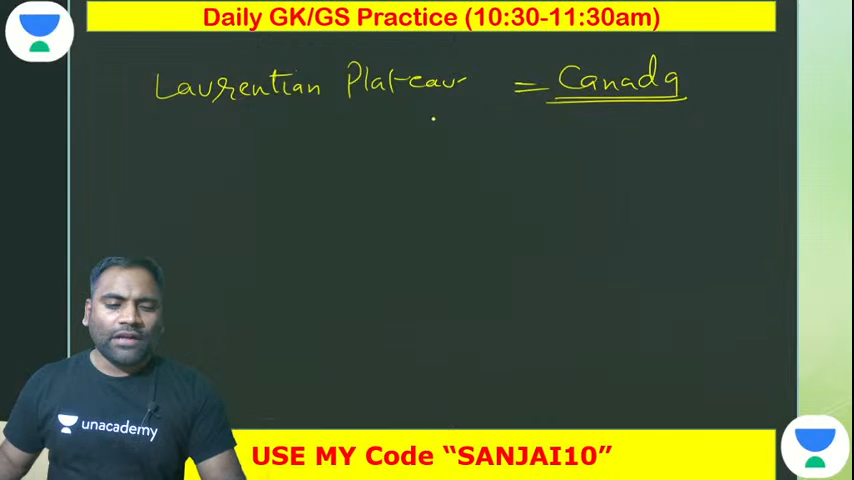 Daily GK/GS Practice (10:30-11:30am)
Laurentian Plateau = Canada
unacademy
USE MY Code “SANJAI10”